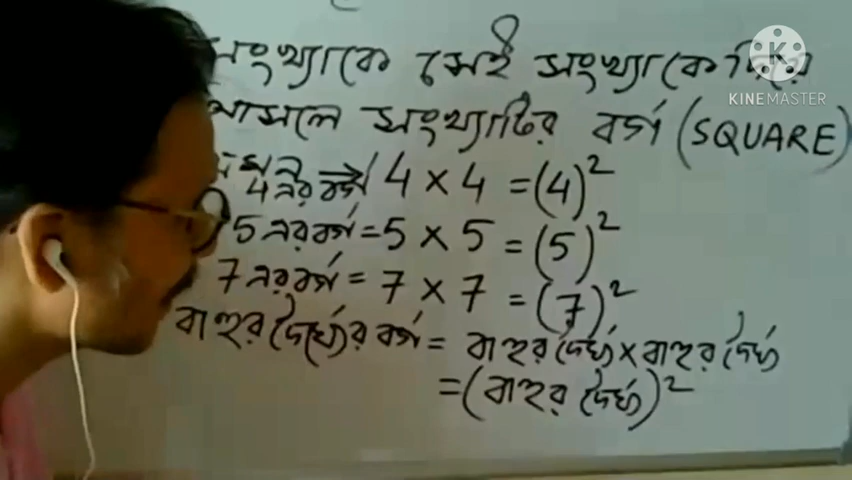 সংখ্যাকে সেই সংখ্যাকে দিয়ে
আসলে সংখ্যাটির বর্গ (SQUARE)
যেমন → 4 এর বর্গ 4 × 4 = (4)²
5 এর বর্গ = 5 × 5 = (5)²
7 এর বর্গ = 7 × 7 = (7)²
বাহুর দৈর্ঘ্যের বর্গ = বাহুর দৈর্ঘ্য × বাহুর দৈর্ঘ্য
= (বাহুর দৈর্ঘ্য)²
KINEMASTER